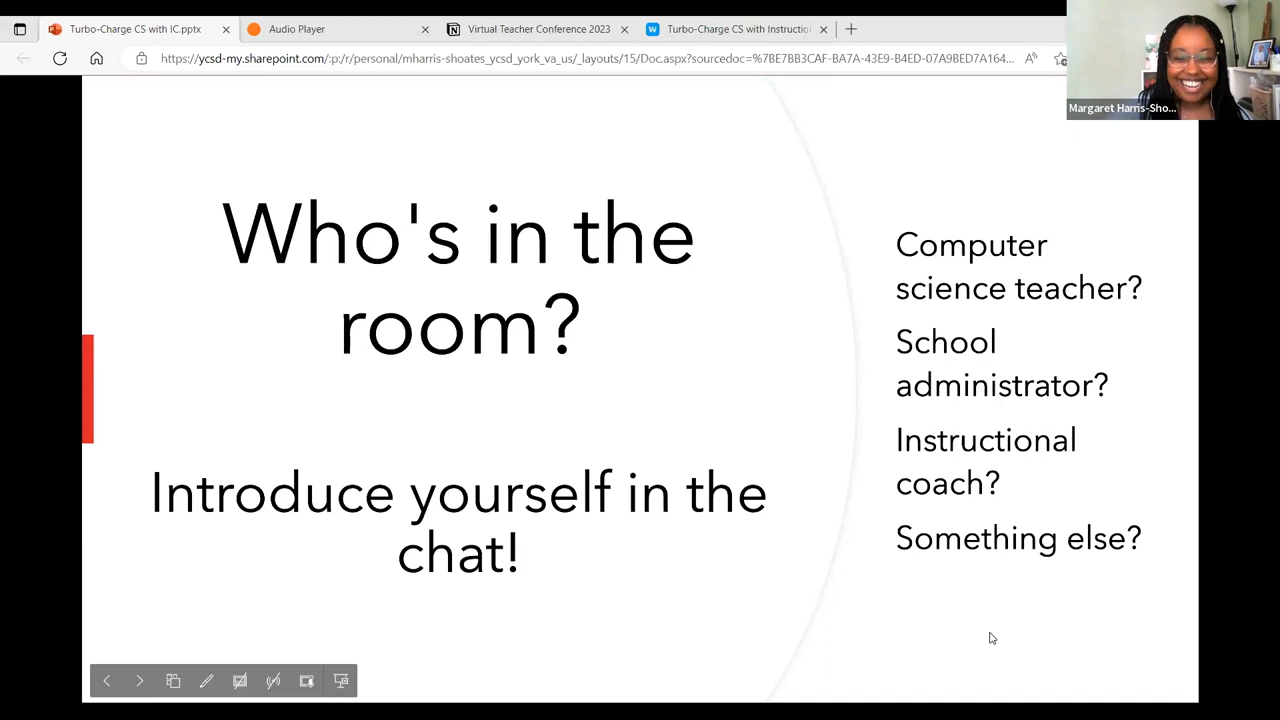 Turbo-Charge CS with IC.pptx
Audio Player
Virtual Teacher Conference 2023
Turbo-Charge CS with Instructio
https://ycsd-my.sharepoint.com/:p:/r/personal/mharris-shoates_ycsd_york_va_us/_layouts/15/Doc.aspx?sourcedoc=%7BE7BB3CAF-BA7A-43E9-B4ED-07A9BED7A164...
Margaret Harris-Sho...
Who's in the
room?
Introduce yourself in the
chat!
Computer
science teacher?
School
administrator?
Instructional
coach?
Something else?